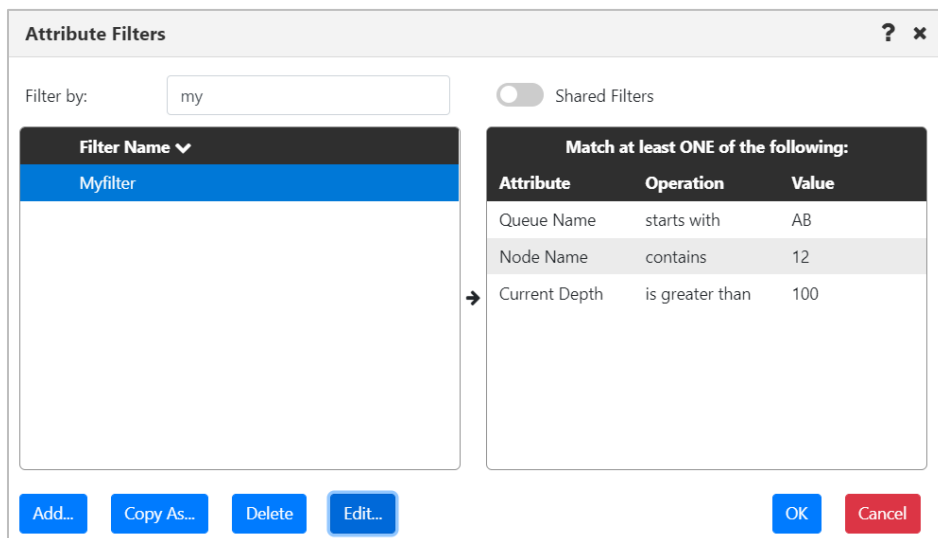 Attribute Filters ? ×
Filter by: my Shared Filters
Filter Name
Myfilter
Match at least ONE of the following:
Attribute Operation Value
Queue Name starts with AB
Node Name contains 12
Current Depth is greater than 100
Add... Copy As... Delete Edit... OK Cancel